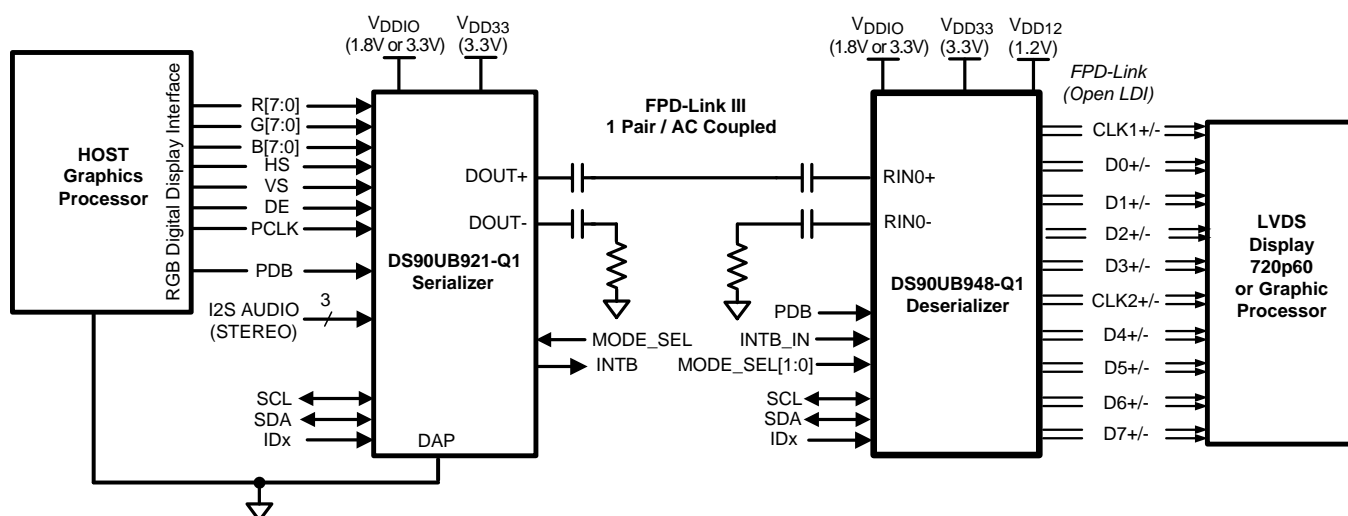 VDDIO
(1.8V or 3.3V)
VDD33
(3.3V)
VDDIO
(1.8V or 3.3V)
VDD33
(3.3V)
VDD12
(1.2V)
HOST
Graphics
Processor
RGB Digital Display Interface
R[7:0]
G[7:0]
B[7:0]
HS
VS
DE
PCLK
PDB
I2S AUDIO
(STEREO)
3
SCL
SDA
IDx
DOUT+
DOUT-
DS90UB921-Q1
Serializer
DAP
MODE_SEL
INTB
FPD-Link III
1 Pair / AC Coupled
RIN0+
RIN0-
DS90UB948-Q1
Deserializer
PDB
INTB_IN
MODE_SEL[1:0]
SCL
SDA
IDx
FPD-Link
(Open LDI)
CLK1+/-
D0+/-
D1+/-
D2+/-
D3+/-
CLK2+/-
D4+/-
D5+/-
D6+/-
D7+/-
LVDS
Display
720p60
or Graphic
Processor